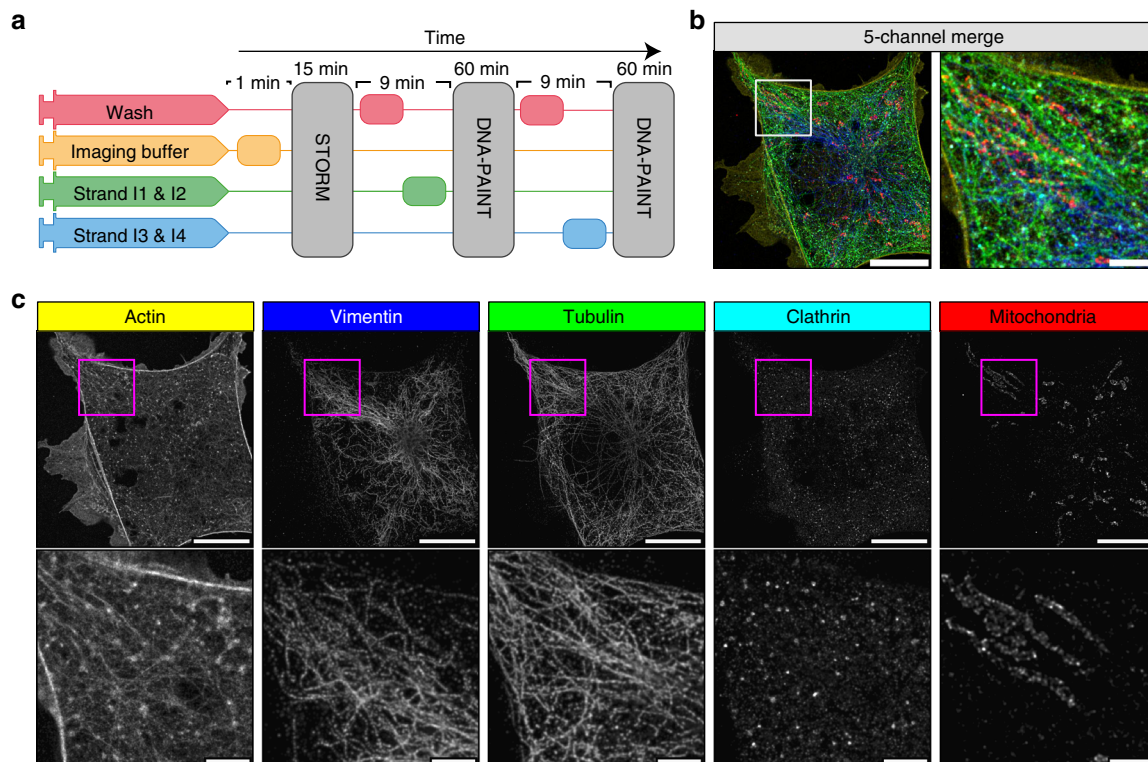 a
Time
1 min
15 min
9 min
60 min
9 min
60 min
Wash
Imaging buffer
Strand I1 & I2
Strand I3 & I4
STORM
DNA-PAINT
DNA-PAINT
b
5-channel merge
c
Actin
Vimentin
Tubulin
Clathrin
Mitochondria